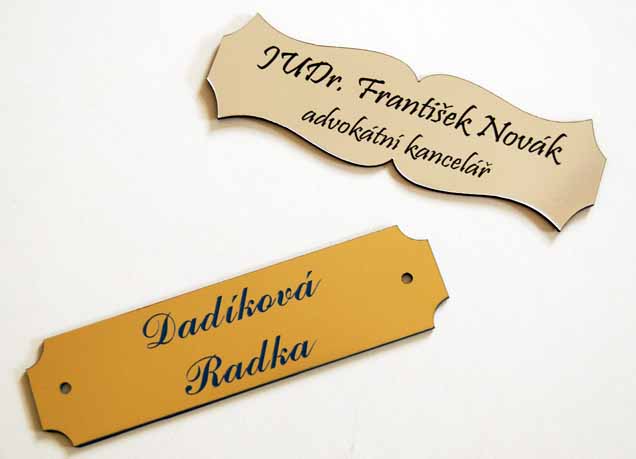 JUDr. František Novák
advokátní kancelář
Dadíková
Radka